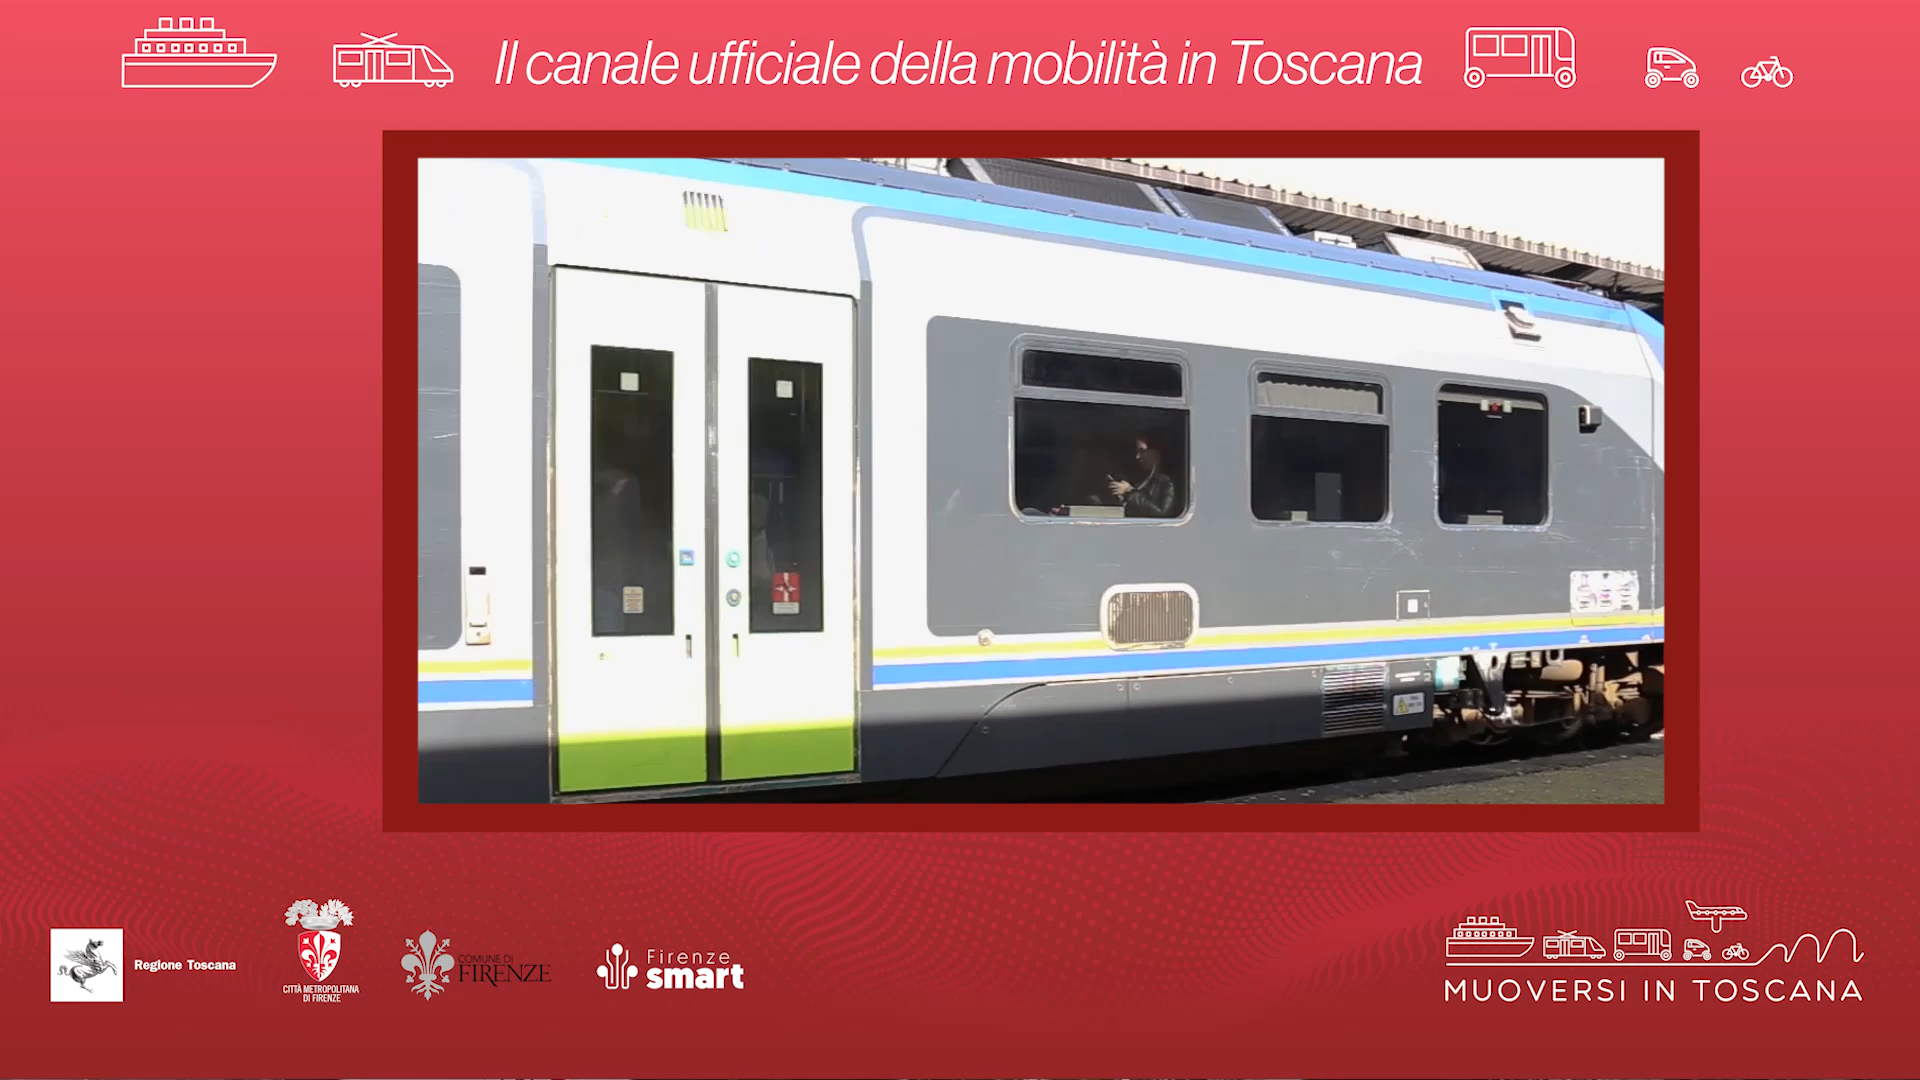 Il canale ufficiale della mobilità in Toscana
Regione Toscana
CITTÀ METROPOLITANA
DI FIRENZE
COMUNE DI
FIRENZE
Firenze
smart
MUOVERSI IN TOSCANA